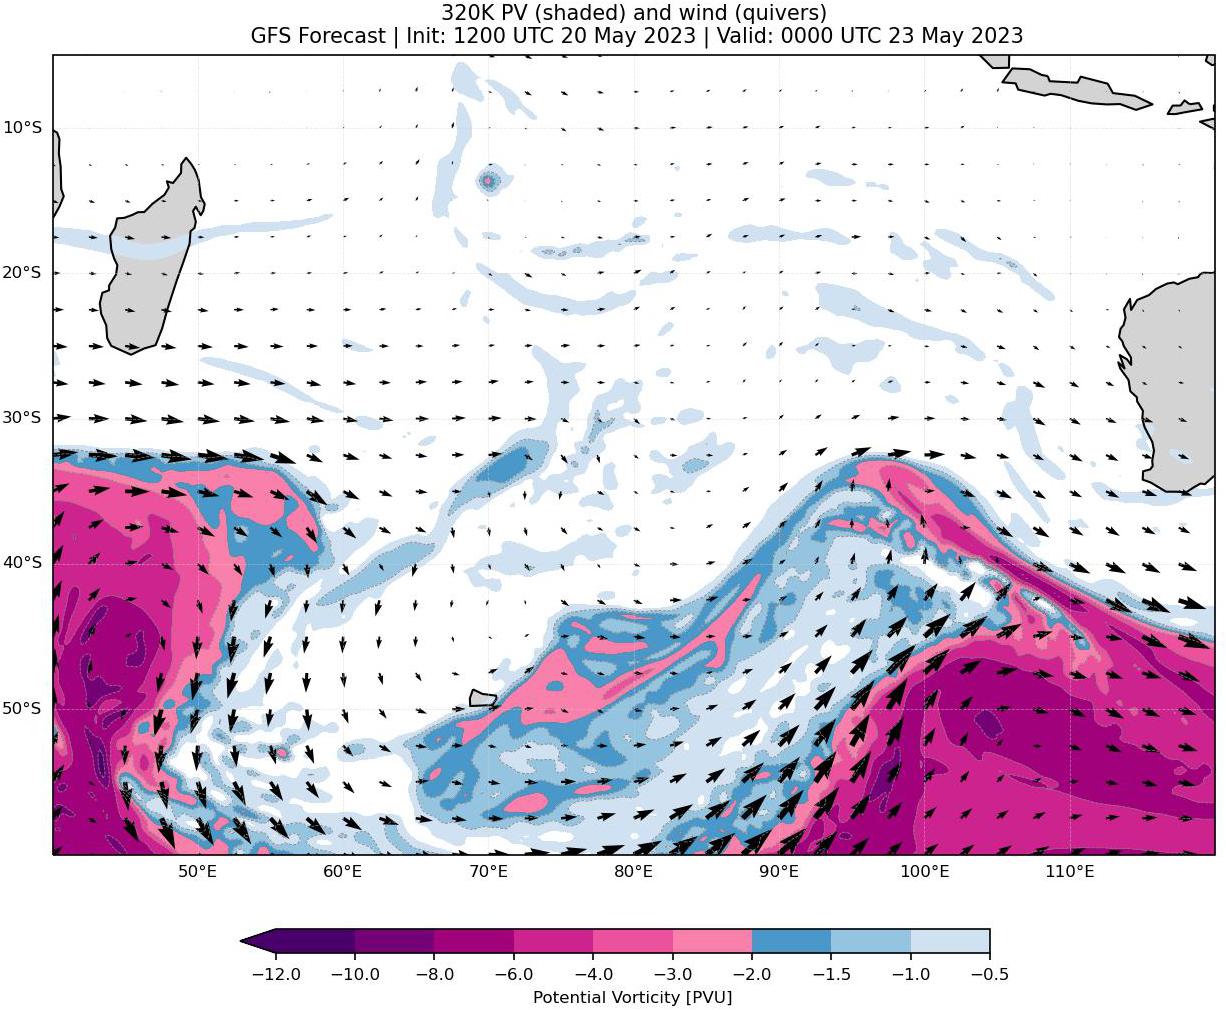 320K PV (shaded) and wind (quivers)
GFS Forecast | Init: 1200 UTC 20 May 2023 | Valid: 0000 UTC 23 May 2023
10°S
20°S
30°S
40°S
50°S
50°E 60°E 70°E 80°E 90°E 100°E 110°E
−12.0 −10.0 −8.0 −6.0 −4.0 −3.0 −2.0 −1.5 −1.0 −0.5
Potential Vorticity [PVU]